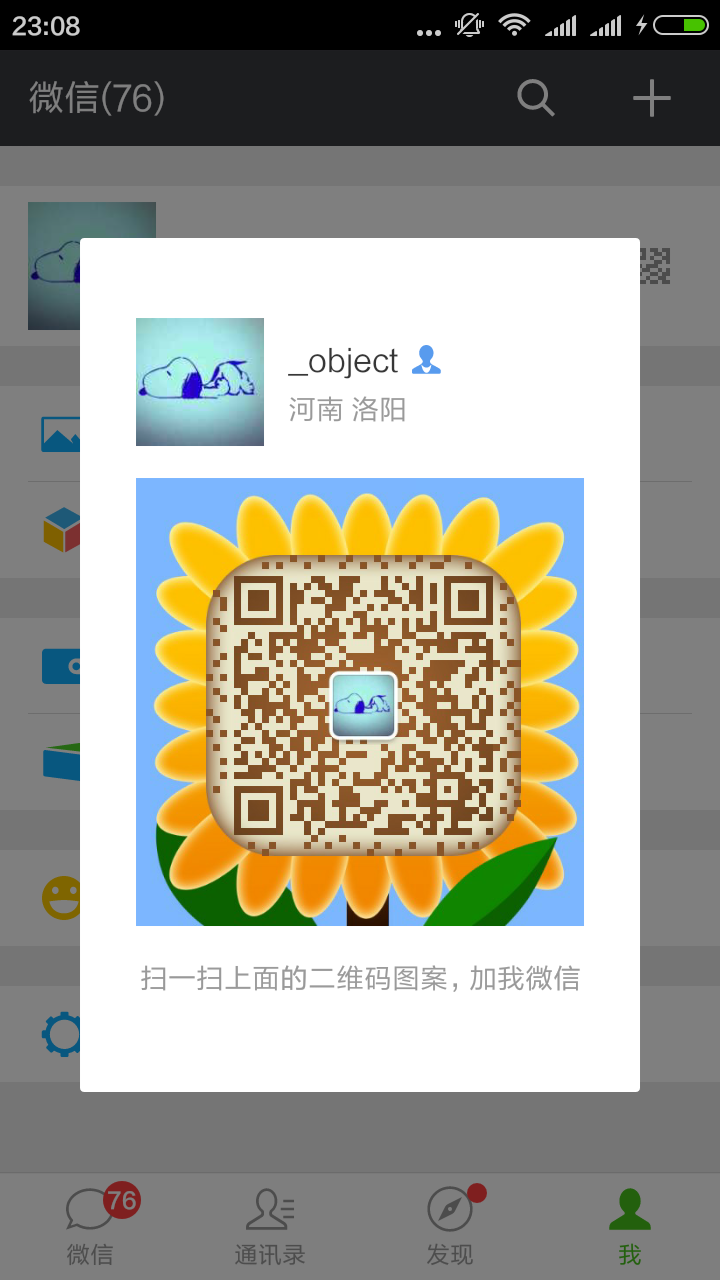 23:08
微信(76)
_object
河南 洛阳
扫一扫上面的二维码图案，加我微信
76
微信
通讯录
发现
我